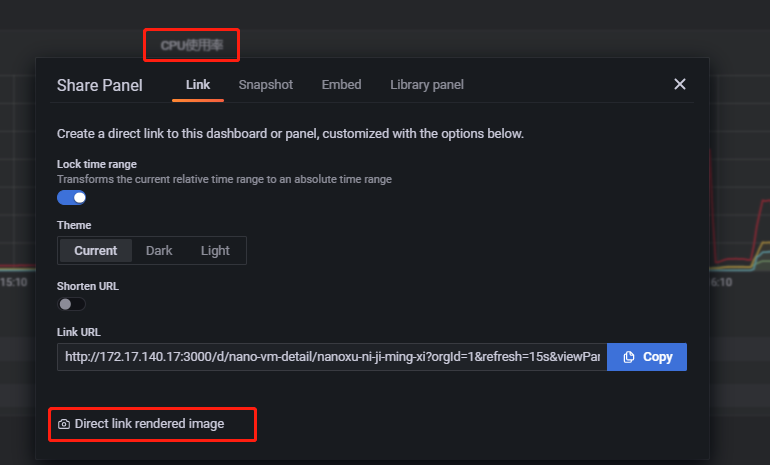 CPU使用率
Share Panel
Link
Snapshot
Embed
Library panel
Create a direct link to this dashboard or panel, customized with the options below.
Lock time range
Transforms the current relative time range to an absolute time range
Theme
Current
Dark
Light
15:10
6:10
Shorten URL
Link URL
http://172.17.140.17:3000/d/nano-vm-detail/nanoxu-ni-ji-ming-xi?orgId=1&refresh=15s&viewPan
Copy
Direct link rendered image